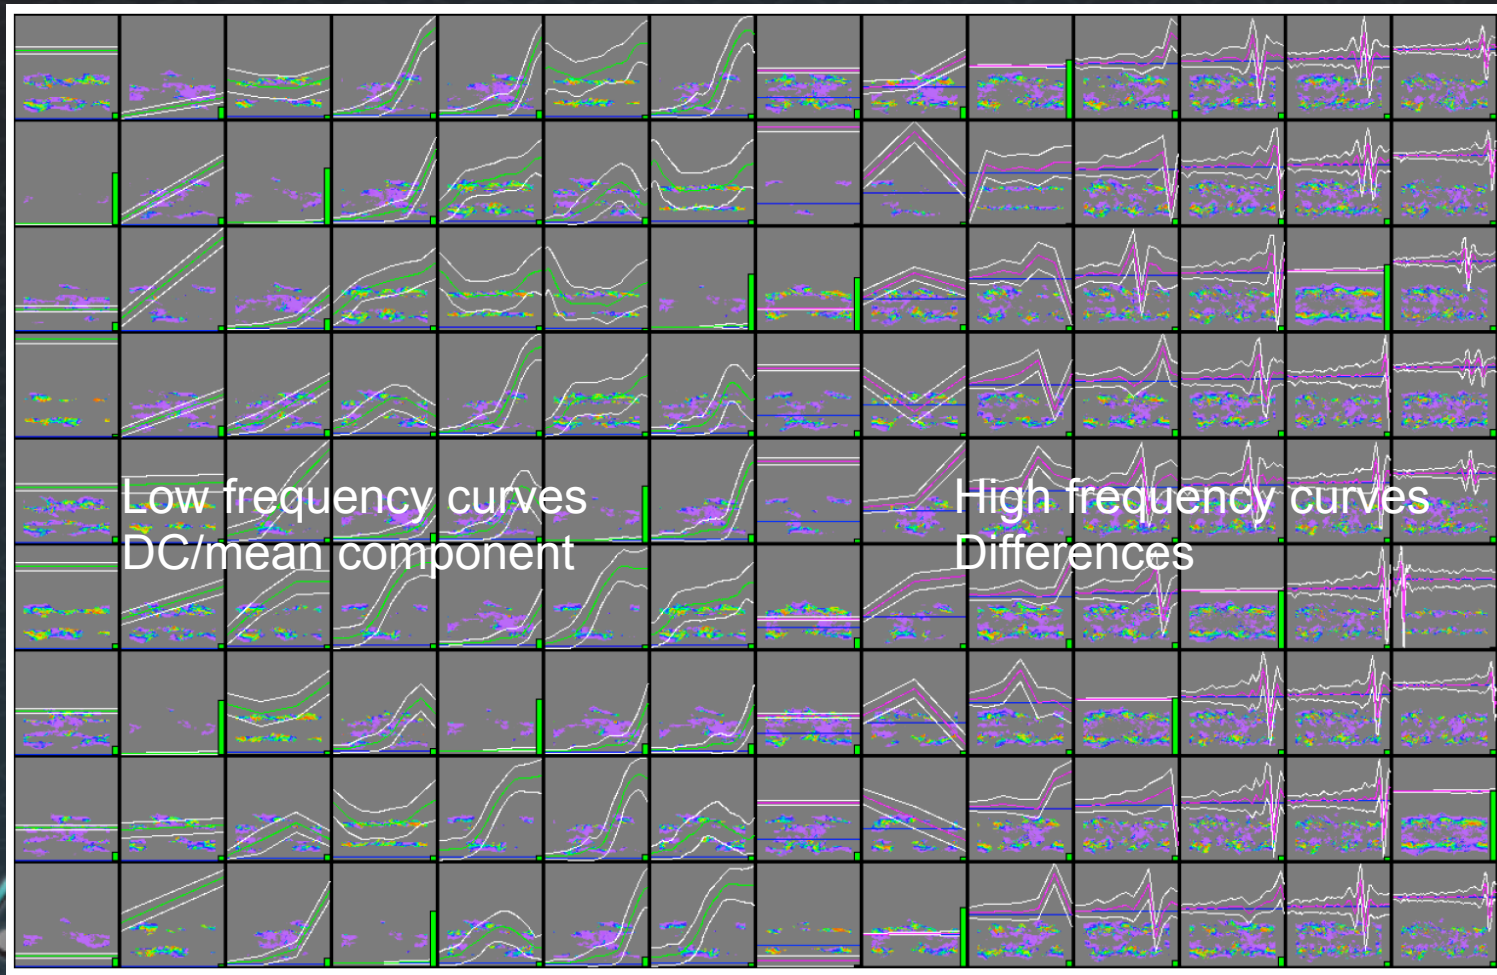 Low frequency curves
DC/mean component
High frequency curves
Differences